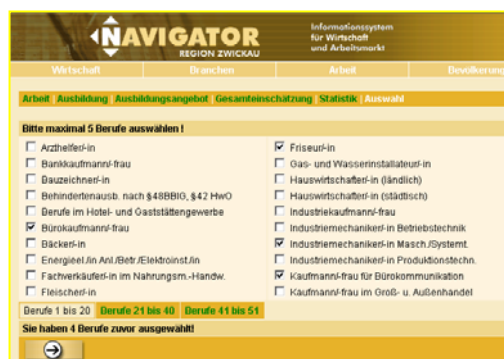 NAVIGATOR
REGION ZWICKAU
Informationssystem
für Wirtschaft
und Arbeitsmarkt
Wirtschaft Branchen Arbeit Bevölkerung
Arbeit Ausbildung Ausbildungsangebot Gesamteinschätzung Statistik Auswahl
Bitte maximal 5 Berufe auswählen !
Arzthelfer/-in
Bankkaufmann/-frau
Bauzeichner/-in
Behindertenausb. nach §48BBIG, §42 HwO
Berufe im Hotel- und Gaststättengewerbe
Bürokaufmann/-frau
Bäcker/-in
Energieel./in Anl./Betr./Elektroinst./in
Fachverkäufer/-in im Nahrungsm.-Handw.
Fleischer/-in
Friseur/-in
Gas- und Wasserinstallateur/-in
Hauswirtschafter/-in (ländlich)
Hauswirtschafter/-in (städtisch)
Industriekaufmann/-frau
Industriemechaniker/-in Betriebstechnik
Industriemechaniker/-in Masch./Systemt.
Industriemechaniker/-in Produktionstechn.
Kaufmann/-frau für Bürokommunikation
Kaufmann/-frau im Groß- u. Außenhandel
Berufe 1 bis 20 Berufe 21 bis 40 Berufe 41 bis 51
Sie haben 4 Berufe zuvor ausgewählt!